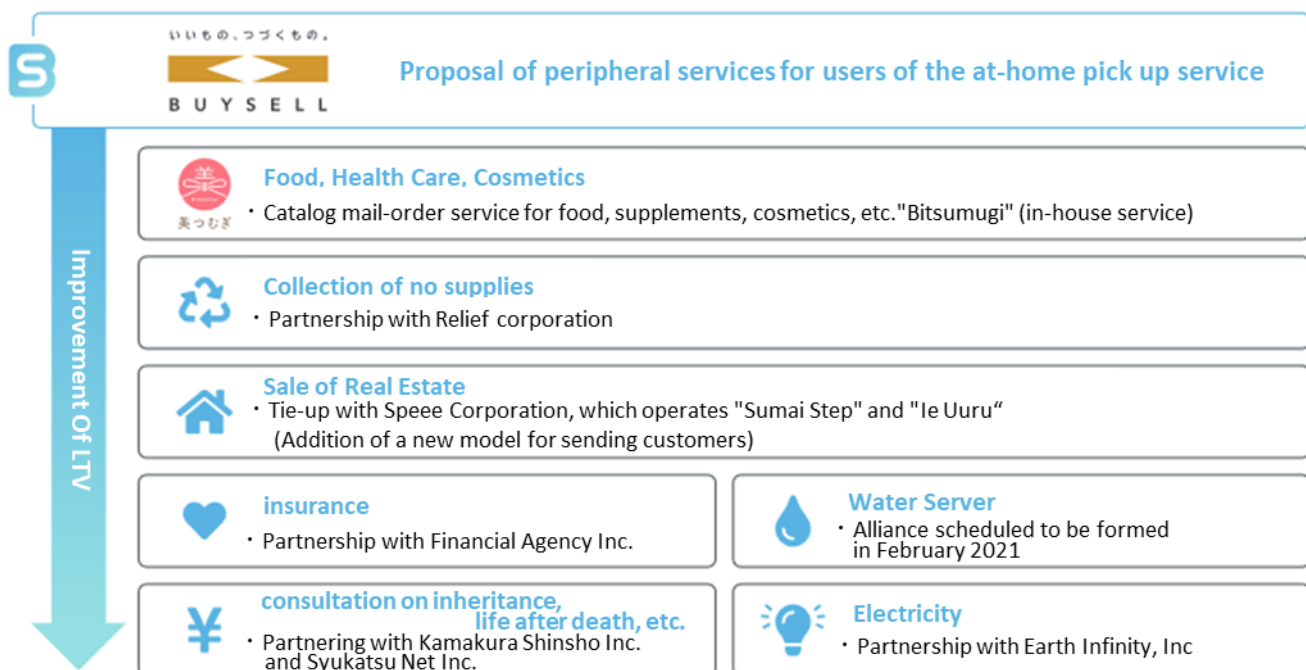 いいもの、つづくもの。
S
BUYSELL
Proposal of peripheral services for users of the at-home pick up service
Improvement Of LTV
美つむぎ
Food, Health Care, Cosmetics
・Catalog mail-order service for food, supplements, cosmetics, etc."Bitsumugi" (in-house service)
Collection of no supplies
・Partnership with Relief corporation
Sale of Real Estate
・Tie-up with Speee Corporation, which operates "Sumai Step" and "Ie Uuru“
(Addition of a new model for sending customers)
insurance
・Partnership with Financial Agency Inc.
Water Server
・Alliance scheduled to be formed
in February 2021
consultation on inheritance,
life after death, etc.
・Partnering with Kamakura Shinsho Inc.
and Syukatsu Net Inc.
¥
Electricity
・Partnership with Earth Infinity, Inc